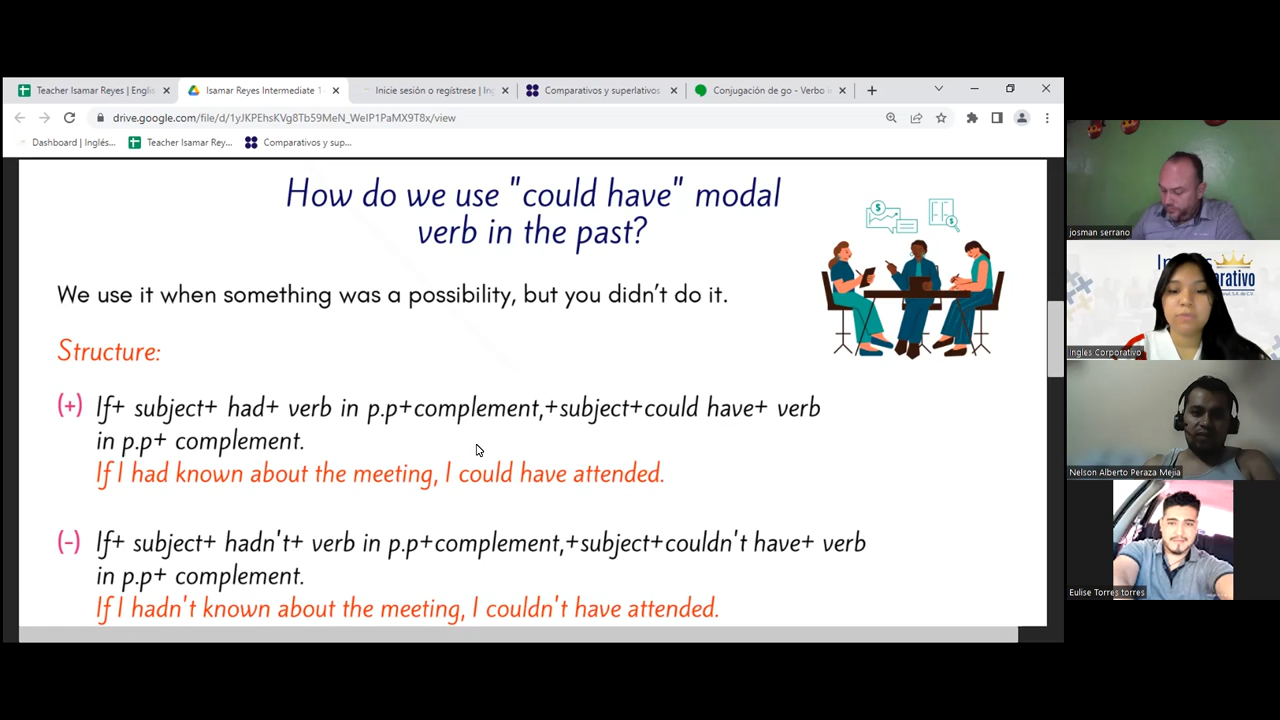 Teacher Isamar Reyes | Englis
Isamar Reyes Intermediate 1
Inicie sesión o regístrese | Ing
Comparativos y superlativos
Conjugación de go - Verbo i
drive.google.com/file/d/1yJKPEhsKVg8Tb59MeN_WeIP1PaMX9T8x/view
Dashboard | Inglés...
Teacher Isamar Rey...
Comparativos y sup...
How do we use "could have" modal
verb in the past?
We use it when something was a possibility, but you didn't do it.
Structure:
(+) If+ subject+ had+ verb in p.p+complement,+subject+could have+ verb
in p.p+ complement.
If I had known about the meeting, I could have attended.
(-) If+ subject+ hadn't+ verb in p.p+complement,+subject+couldn't have+ verb
in p.p+ complement.
If I hadn't known about the meeting, I couldn't have attended.
josman serrano
Ingles Corporativo
Nelson Alberto Peraza Mejia
Eulise Torres torres